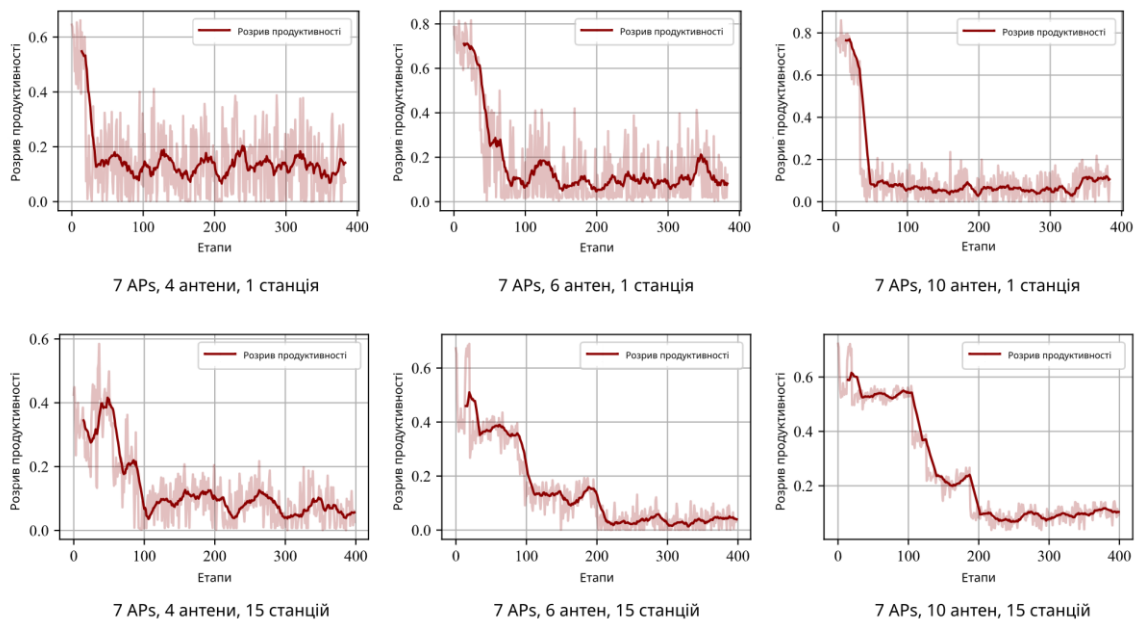 0.6
0.4
0.2
0.0
0
100
200
300
400
Розрив продуктивності
Розрив продуктивності
Етапи
7 APs, 4 антени, 1 станція
0.8
0.6
0.4
0.2
0.0
0
100
200
300
400
Розрив продуктивності
Розрив продуктивності
Етапи
7 APs, 6 антен, 1 станція
0.8
0.6
0.4
0.2
0.0
0
100
200
300
400
Розрив продуктивності
Розрив продуктивності
Етапи
7 APs, 10 антен, 1 станція
0.6
0.4
0.2
0.0
0
100
200
300
400
Розрив продуктивності
Розрив продуктивності
Етапи
7 APs, 4 антени, 15 станцій
0.6
0.4
0.2
0.0
0
100
200
300
400
Розрив продуктивності
Розрив продуктивності
Етапи
7 APs, 6 антен, 15 станцій
0.6
0.4
0.2
0
100
200
300
400
Розрив продуктивності
Розрив продуктивності
Етапи
7 APs, 10 антен, 15 станцій